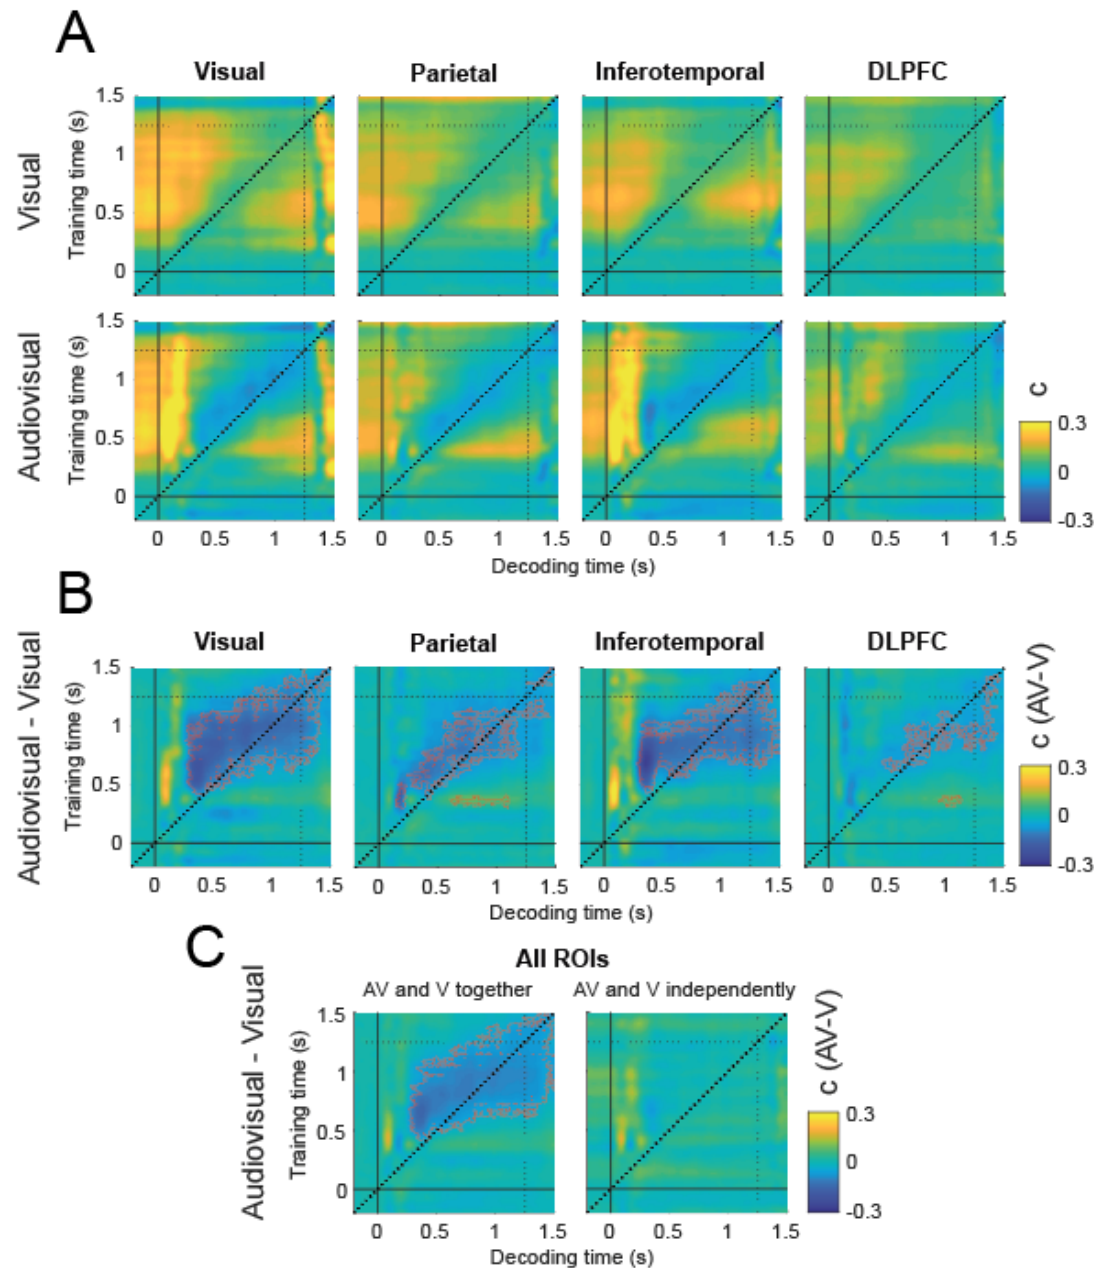 A
Visual Parietal Inferotemporal DLPFC
Visual
Training time (s)
1.5
1
0.5
0
Audiovisual
Training time (s)
1.5
1
0.5
0
0 0.5 1 1.5 0 0.5 1 1.5 0 0.5 1 1.5 0 0.5 1 1.5
Decoding time (s)
c
0.3
0
-0.3
B
Visual Parietal Inferotemporal DLPFC
Audiovisual - Visual
Training time (s)
1.5
1
0.5
0
0 0.5 1 1.5 0 0.5 1 1.5 0 0.5 1 1.5 0 0.5 1 1.5
Decoding time (s)
c (AV-V)
0.3
0
-0.3
C
All ROIs
AV and V together AV and V independently
Audiovisual - Visual
Training time (s)
1.5
1
0.5
0
0 0.5 1 1.5 0 0.5 1 1.5
Decoding time (s)
c (AV-V)
0.3
0
-0.3